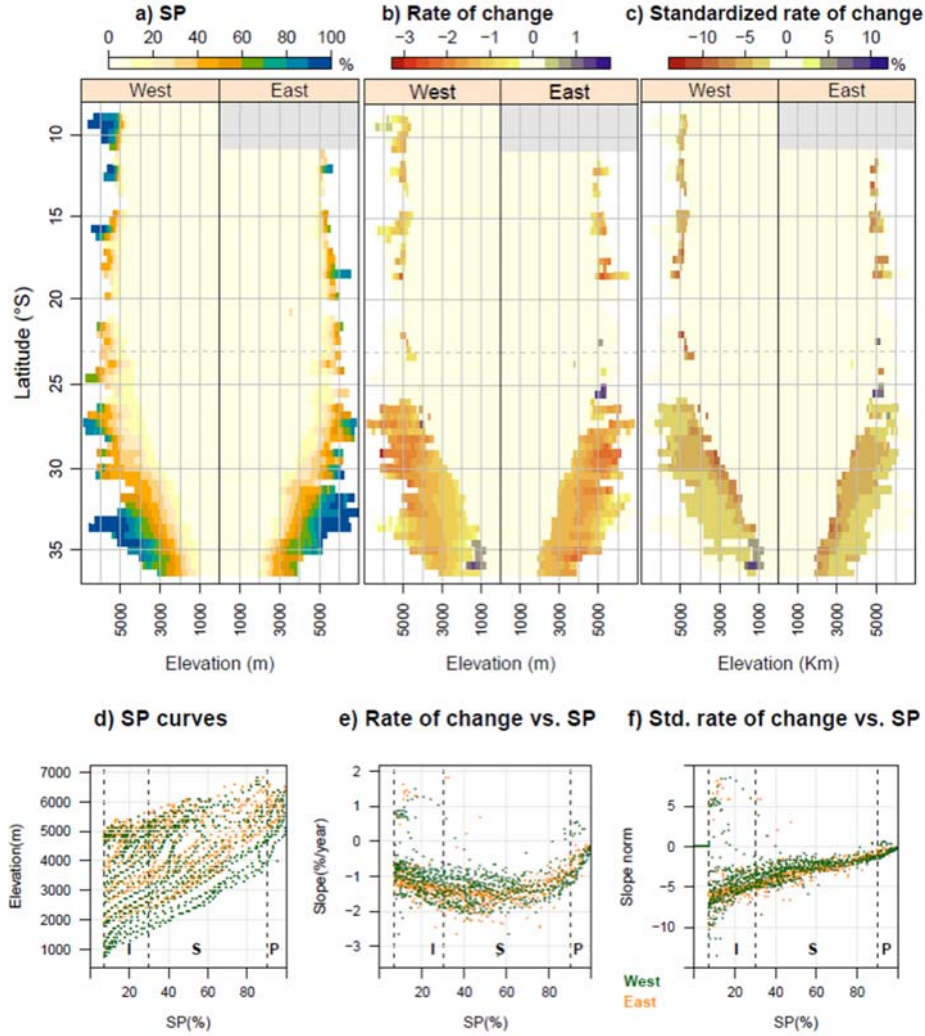 a) SP
b) Rate of change
c) Standardized rate of change
0 20 40 60 80 100
%
−3 −2 −1 0 1
−10 −5 0 5 10
%
West East
West East
West East
Latitude (°S)
10
15
20
25
30
35
5000 3000 1000 1000 3000 5000
5000 3000 1000 1000 3000 5000
5000 3000 1000 1000 3000 5000
Elevation (m)
Elevation (m)
Elevation (Km)
d) SP curves
e) Rate of change vs. SP
f) Std. rate of change vs. SP
Elevation(m)
7000
6000
5000
4000
3000
2000
1000
I S P
20 40 60 80
SP(%)
Slope(%/year)
2
1
0
−1
−2
−3
I S P
20 40 60 80
SP(%)
Slope norm
5
0
−5
−10
I S P
20 40 60 80
SP(%)
West
East